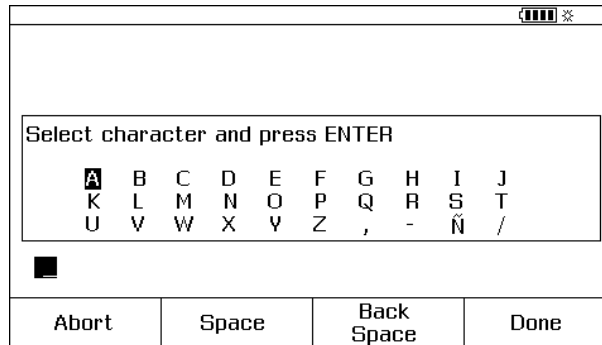 Select character and press ENTER
A B C D E F G H I J
K L M N O P Q R S T
U V W X Y Z , - Ñ /
_
Abort Space Back Space Done